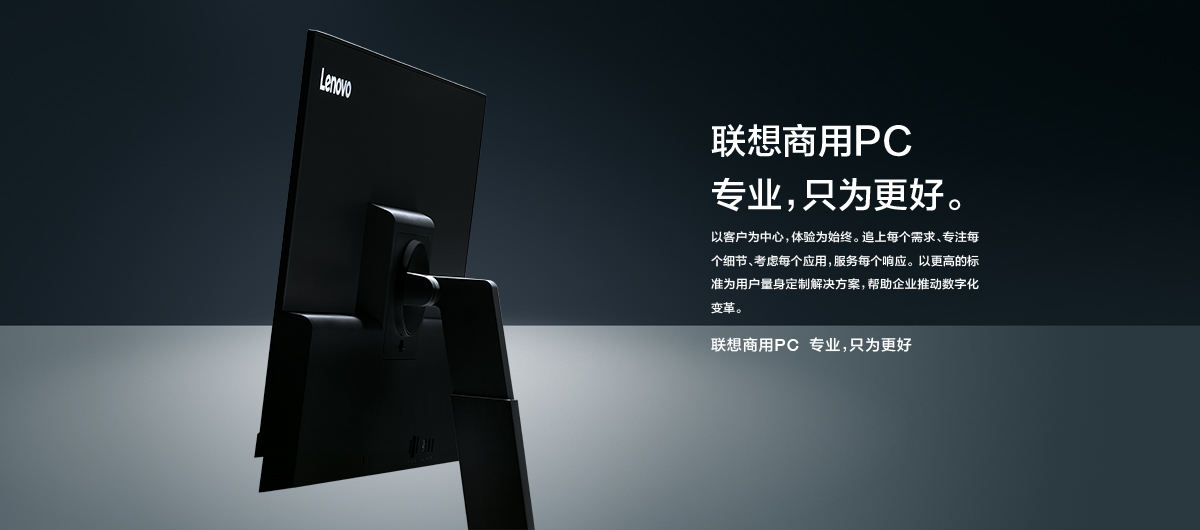 Lenovo
联想商用PC
专业，只为更好。
以客户为中心，体验为始终。追上每个需求、专注每
个细节、考虑每个应用，服务每个响应。以更高的标
准为用户量身定制解决方案，帮助企业推动数字化
变革。
联想商用PC 专业，只为更好